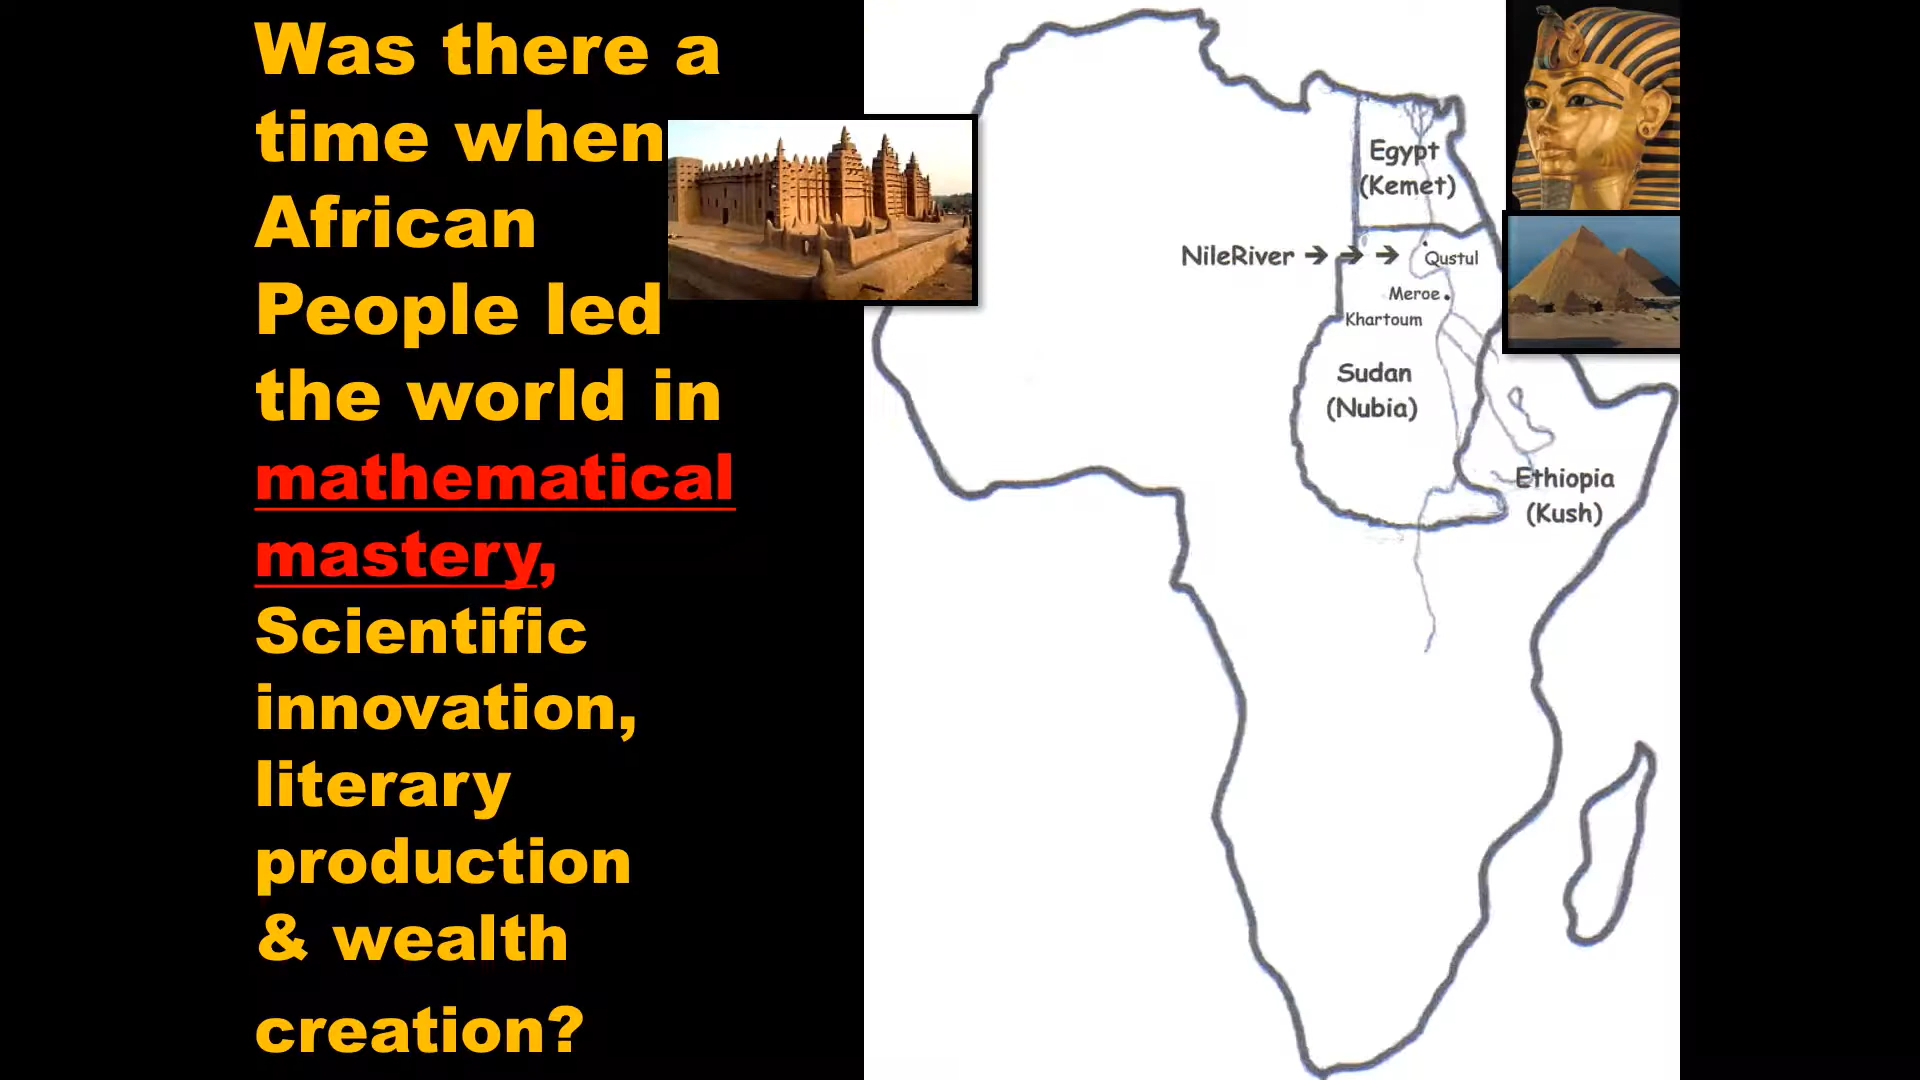 Was there a
time when
African
People led
the world in
mathematical
mastery,
Scientific
innovation,
literary
production
& wealth
creation?
Egypt
(Kemet)
NileRiver → → →
Qustul
Meroe
Khartoum
Sudan
(Nubia)
Ethiopia
(Kush)